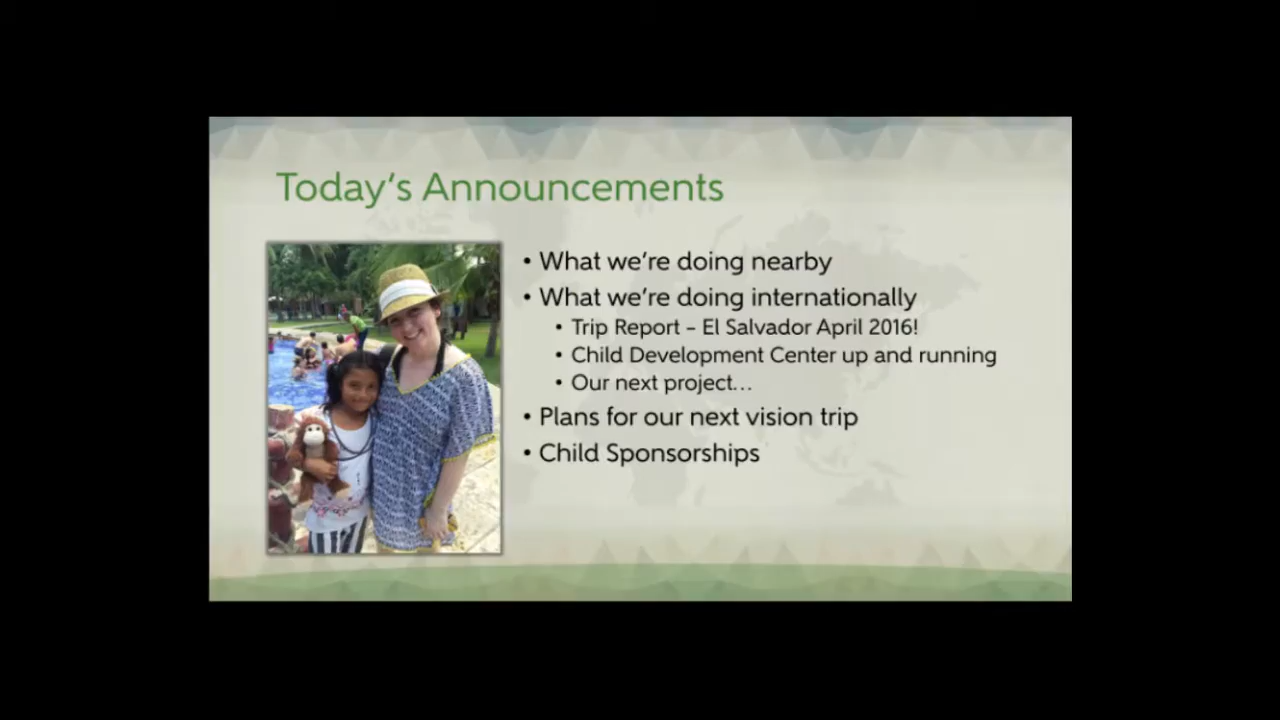 Today’s Announcements
• What we’re doing nearby
• What we’re doing internationally
• Trip Report – El Salvador April 2016!
• Child Development Center up and running
• Our next project…
• Plans for our next vision trip
• Child Sponsorships